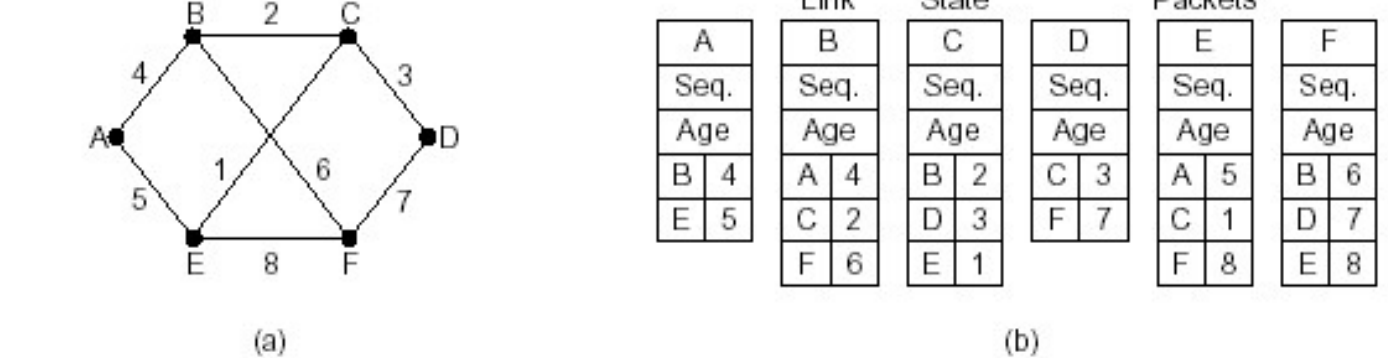 B 2 C
4 3
A D
1 6
5 7
E 8 F
(a)
Link State Packets
A B C D E F
Seq. Seq. Seq. Seq. Seq. Seq.
Age Age Age Age Age Age
B 4 A 4 B 2 C 3 A 5 B 6
E 5 C 2 D 3 F 7 C 1 D 7
F 6 E 1 F 8 E 8
(b)